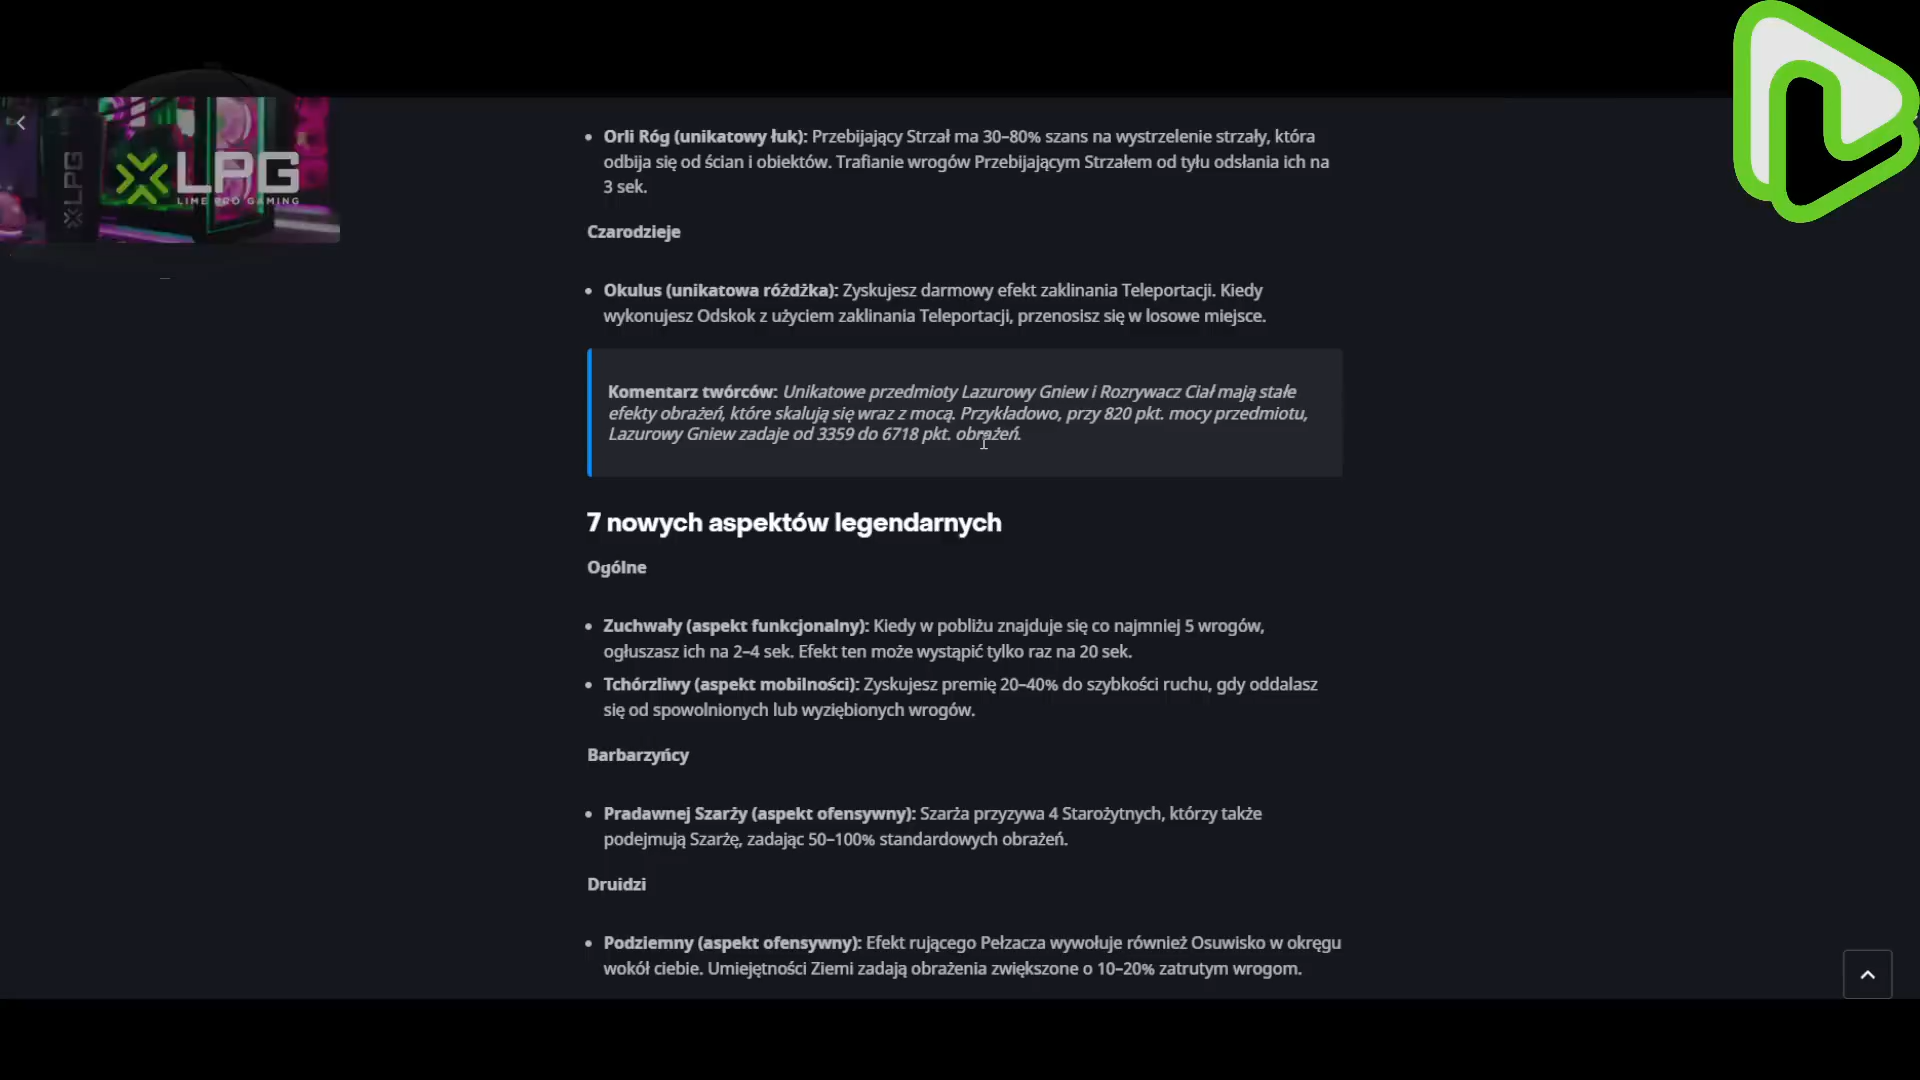 LPG
XLPG
LIME PRO GAMING
• Orli Róg (unikatowy łuk): Przebijający Strzał ma 30–80% szans na wystrzelenie strzały, która
odbija się od ścian i obiektów. Trafianie wrogów Przebijającym Strzałem od tyłu odsłania ich na
3 sek.
Czarodzieje
• Okulus (unikatowa różdżka): Zyskujesz darmowy efekt zaklinania Teleportacji. Kiedy
wykonujesz Odskok z użyciem zaklinania Teleportacji, przenosisz się w losowe miejsce.
Komentarz twórców: Unikatowe przedmioty Lazurowy Gniew i Rozrywacz Ciał mają stałe
efekty obrażeń, które skalują się wraz z mocą. Przykładowo, przy 820 pkt. mocy przedmiotu,
Lazurowy Gniew zadaje od 3359 do 6718 pkt. obrażeń.
7 nowych aspektów legendarnych
Ogólne
• Zuchwały (aspekt funkcjonalny): Kiedy w pobliżu znajduje się co najmniej 5 wrogów,
ogłuszasz ich na 2–4 sek. Efekt ten może wystąpić tylko raz na 20 sek.
• Tchórzliwy (aspekt mobilności): Zyskujesz premię 20–40% do szybkości ruchu, gdy oddalasz
się od spowolnionych lub wyziębionych wrogów.
Barbarzyńcy
• Pradawnej Szarży (aspekt ofensywny): Szarża przyzywa 4 Starożytnych, którzy także
podejmują Szarżę, zadając 50–100% standardowych obrażeń.
Druidzi
• Podziemny (aspekt ofensywny): Efekt rującego Pełzacza wywołuje również Osuwisko w okręgu
wokół ciebie. Umiejętności Ziemi zadają obrażenia zwiększone o 10–20% zatrutym wrogom.